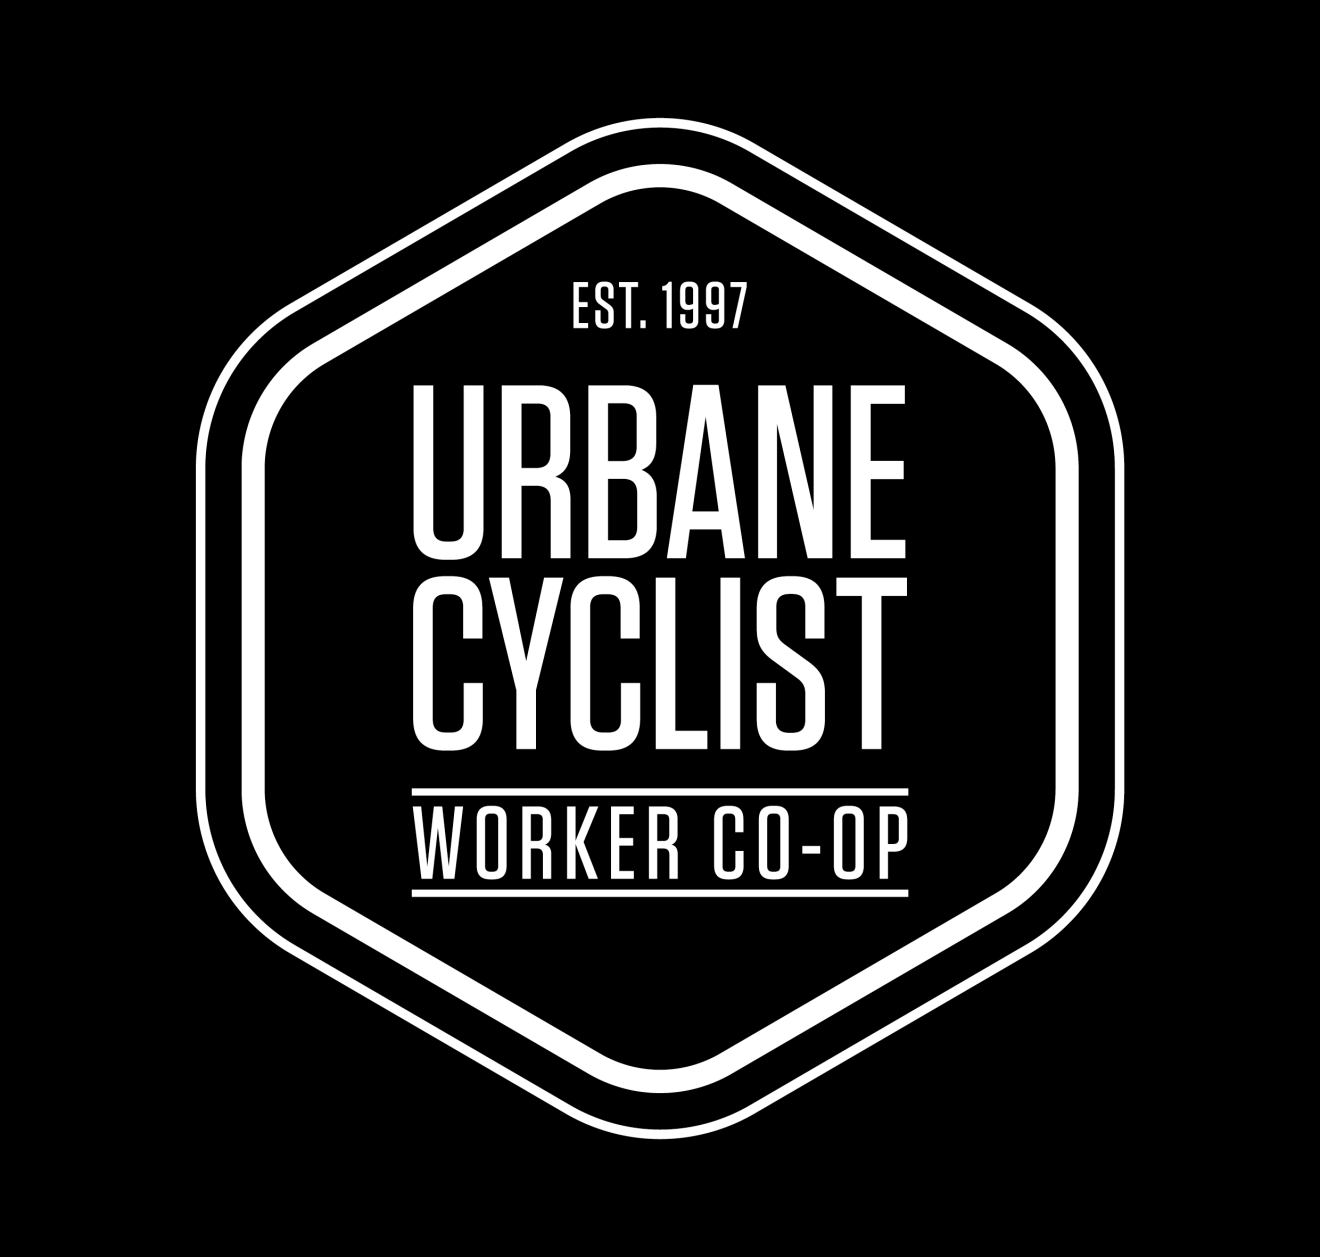 EST. 1997
URBANE
CYCLIST
WORKER CO-OP